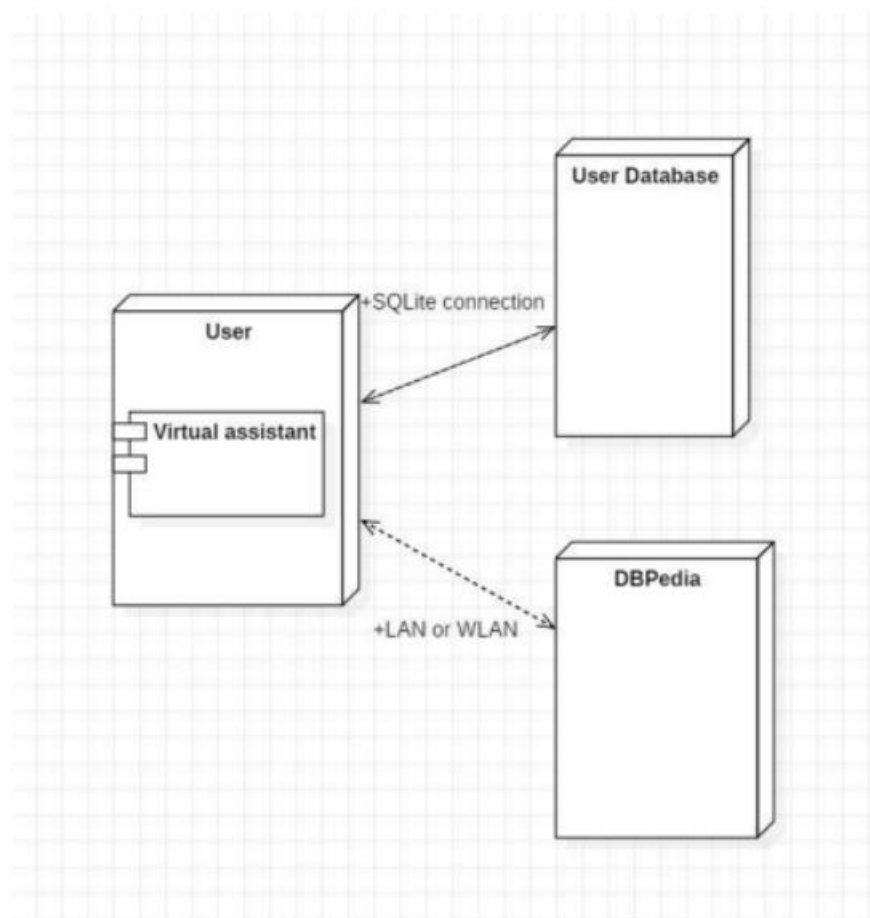 User Database
+SQLite connection
User
Virtual assistant
DBPedia
+LAN or WLAN